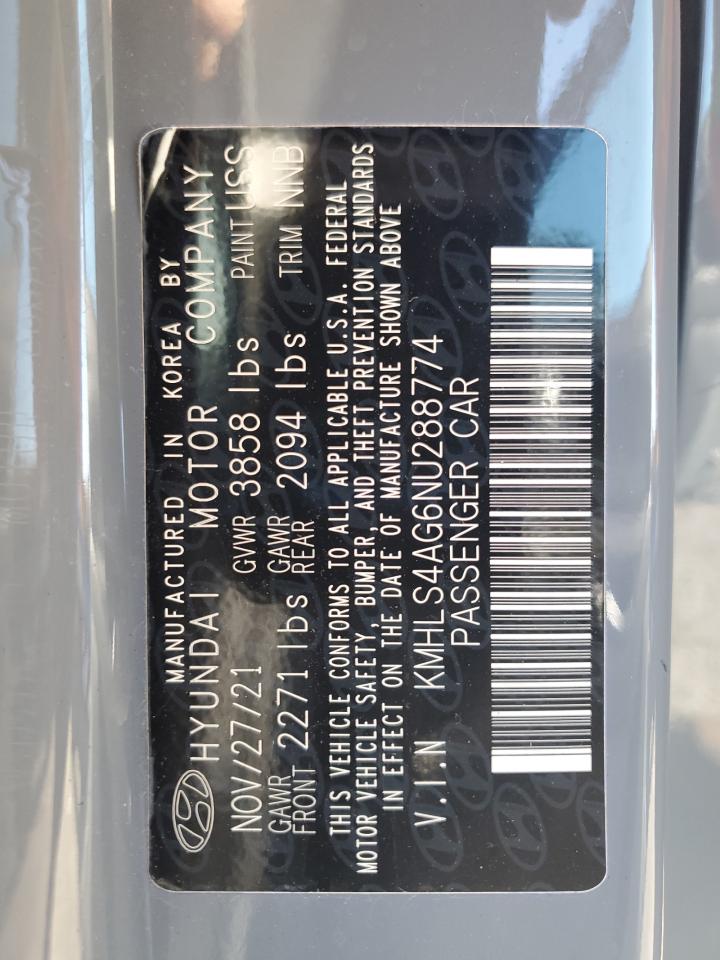 MANUFACTURED IN KOREA BY
HYUNDAI MOTOR COMPANY
NOV/27/21 GVWR 3858 lbs PAINT USS
GAWR FRONT 2271 lbs GAWR REAR 2094 lbs TRIM NNB
THIS VEHICLE CONFORMS TO ALL APPLICABLE U.S.A. FEDERAL
MOTOR VEHICLE SAFETY, BUMPER, AND THEFT PREVENTION STANDARDS
IN EFFECT ON THE DATE OF MANUFACTURE SHOWN ABOVE
V.I.N KMHLS4AG6NU288774
PASSENGER CAR